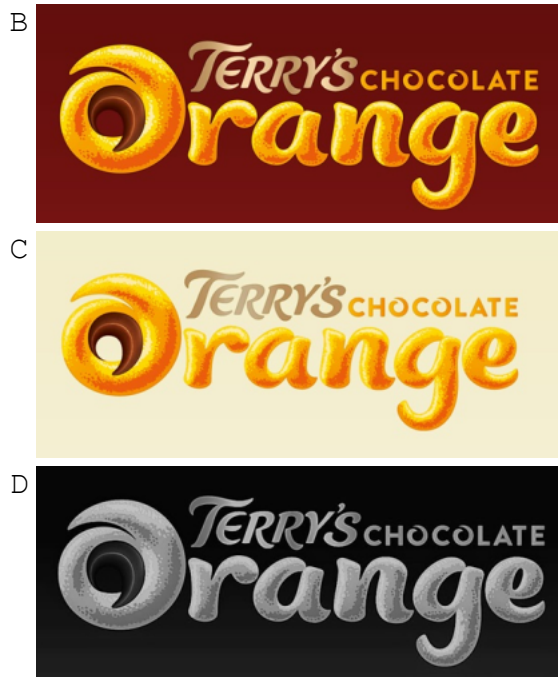 B
TERRY'S CHOCOLATE
Orange
C
TERRY'S CHOCOLATE
Orange
D
TERRY'S CHOCOLATE
Orange